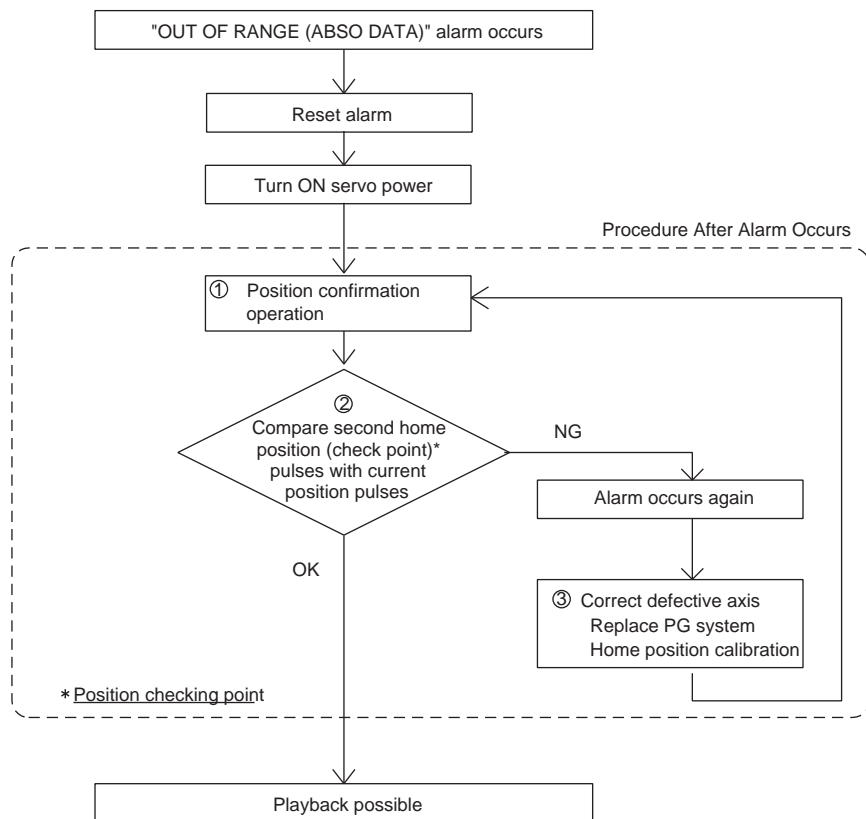 "OUT OF RANGE (ABSO DATA)" alarm occurs
Reset alarm
Turn ON servo power
Procedure After Alarm Occurs
① Position confirmation
operation
②
Compare second home
position (check point)*
pulses with current
position pulses
NG
Alarm occurs again
OK
③ Correct defective axis
Replace PG system
Home position calibration
* Position checking point
Playback possible